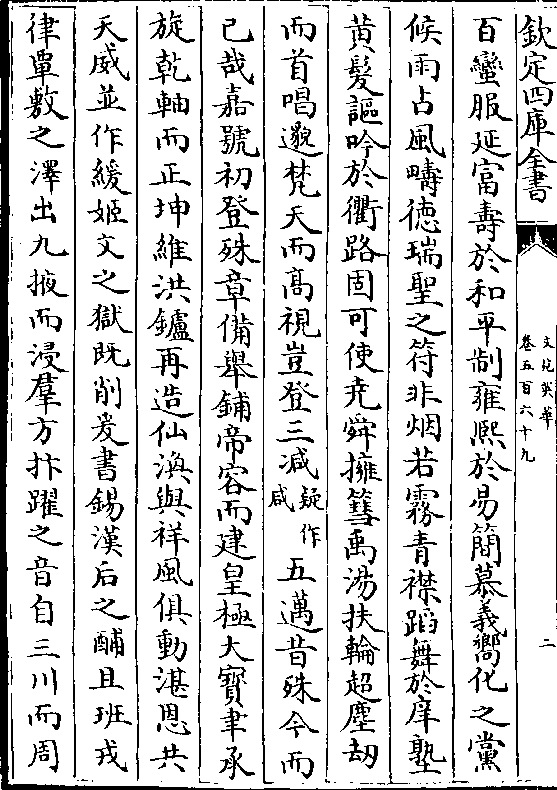 欽定四庫全書
文苑英華
卷五百六十九
二
百蠻服延富壽於和平制雍熙於易簡慕義嚮化之黨
候雨占風疇德瑞聖之符非烟若霧青襟蹈舞於庠塾
黄髮謳吟於衢路固可使堯舜擁篲禹湯扶輪超塵劫
而首唱邈梵天而高視豈登三减疑作咸五邁昔殊今而
已哉嘉號初登殊章備舉鋪帝容而建皇極大寳聿承
旋乾軸而正坤維洪鑪再造仙渙與祥風俱動湛恩共
天威並作緩姬文之獄既削爰書錫漢后之酺且班戎
律覃敷之澤出九掖而浸羣方抃躍之音自三川而周